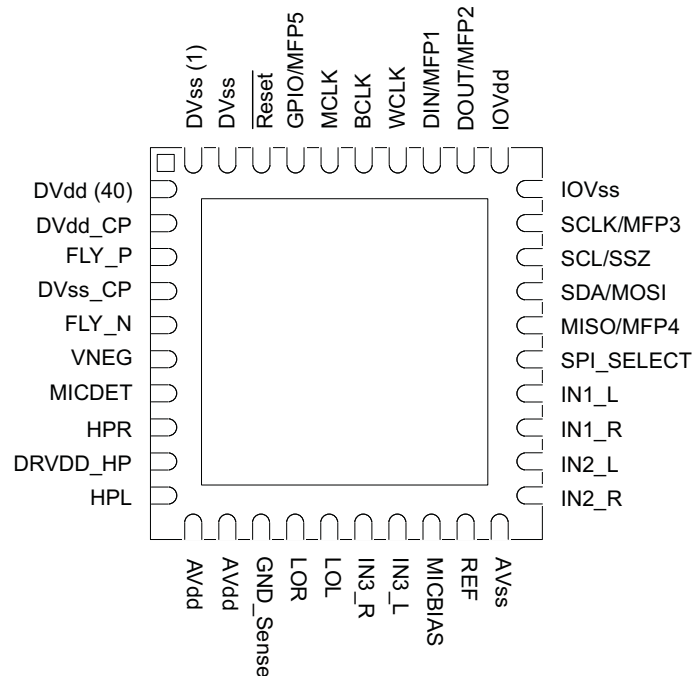 DVss (1)
DVss
Reset
GPIO/MFP5
MCLK
BCLK
WCLK
DIN/MFP1
DOUT/MFP2
IOVdd
DVdd (40)
DVdd_CP
FLY_P
DVss_CP
FLY_N
VNEG
MICDET
HPR
DRVDD_HP
HPL
IOVss
SCLK/MFP3
SCL/SSZ
SDA/MOSI
MISO/MFP4
SPI_SELECT
IN1_L
IN1_R
IN2_L
IN2_R
AVdd
AVdd
GND_Sense
LOR
LOL
IN3_R
IN3_L
MICBIAS
REF
AVss